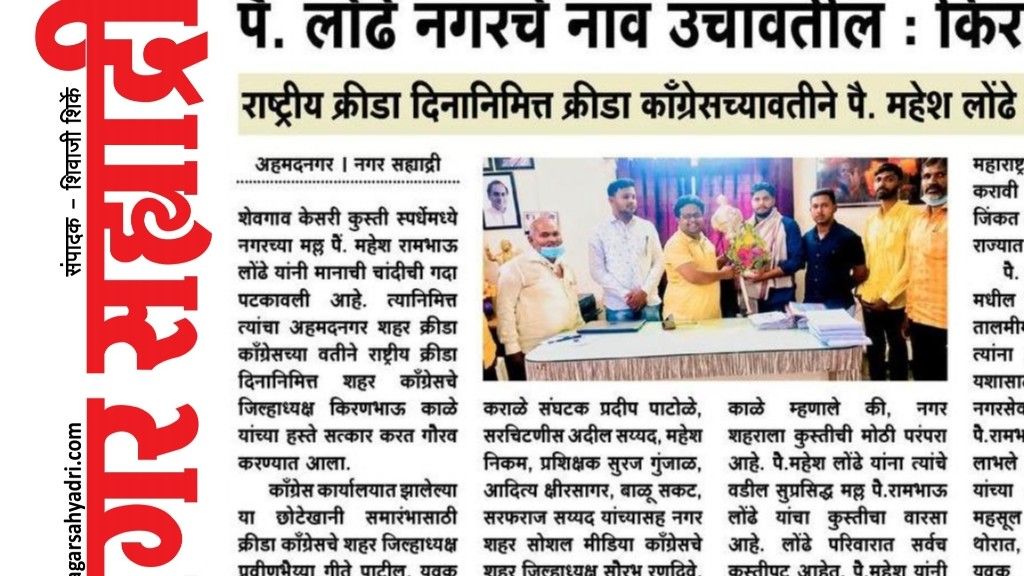 नगर सह्याद्री
संपादक - शिवाजी शिर्के
agarsahyadri.com
पै. लोंढे नगरचे नाव उंचावतील : किर
राष्ट्रीय क्रीडा दिनानिमित्त क्रीडा काँग्रेसच्यावतीने पै. महेश लोंढे
अहमदनगर । नगर सह्याद्री
शेवगाव केसरी कुस्ती स्पर्धेमध्ये
नगरच्या मल्ल पैं. महेश रामभाऊ
लोंढे यांनी मानाची चांदीची गदा
पटकावली आहे. त्यानिमित्त
त्यांचा अहमदनगर शहर क्रीडा
काँग्रेसच्या वतीने राष्ट्रीय क्रीडा
दिनानिमित्त शहर काँग्रेसचे
जिल्हाध्यक्ष किरणभाऊ काळे
यांच्या हस्ते सत्कार करत गौरव
करण्यात आला.
काँग्रेस कार्यालयात झालेल्या
या छोटेखानी समारंभासाठी
क्रीडा काँग्रेसचे शहर जिल्हाध्यक्ष
प्रवीणभैय्या गीते पाटील, युवक
कराळे संघटक प्रदीप पाटोळे,
सरचिटणीस अदील सय्यद, महेश
निकम, प्रशिक्षक सुरज गुंजाळ,
आदित्य क्षीरसागर, बाळू सकट,
सरफराज सय्यद यांच्यासह नगर
शहर सोशल मीडिया काँग्रेसचे
शहर जिल्हाध्यक्ष सौरभ रणदिवे,
काळे म्हणाले की, नगर
शहराला कुस्तीची मोठी परंपरा
आहे. पै.महेश लोंढे यांना त्यांचे
वडील सुप्रसिद्ध मल्ल पै.रामभाऊ
लोंढे यांचा कुस्तीचा वारसा
आहे. लोंढे परिवारात सर्वच
कुस्तीपटू आहेत. पै.महेश यांनी
महाराष्ट्र
करावी
जिंकत
राज्यात
पै.
मधील
तालमी
त्यांना
यशासा
नगरसेव
पै.रामभ
लाभले
यांच्या
महसूल
थोरात,
युवक